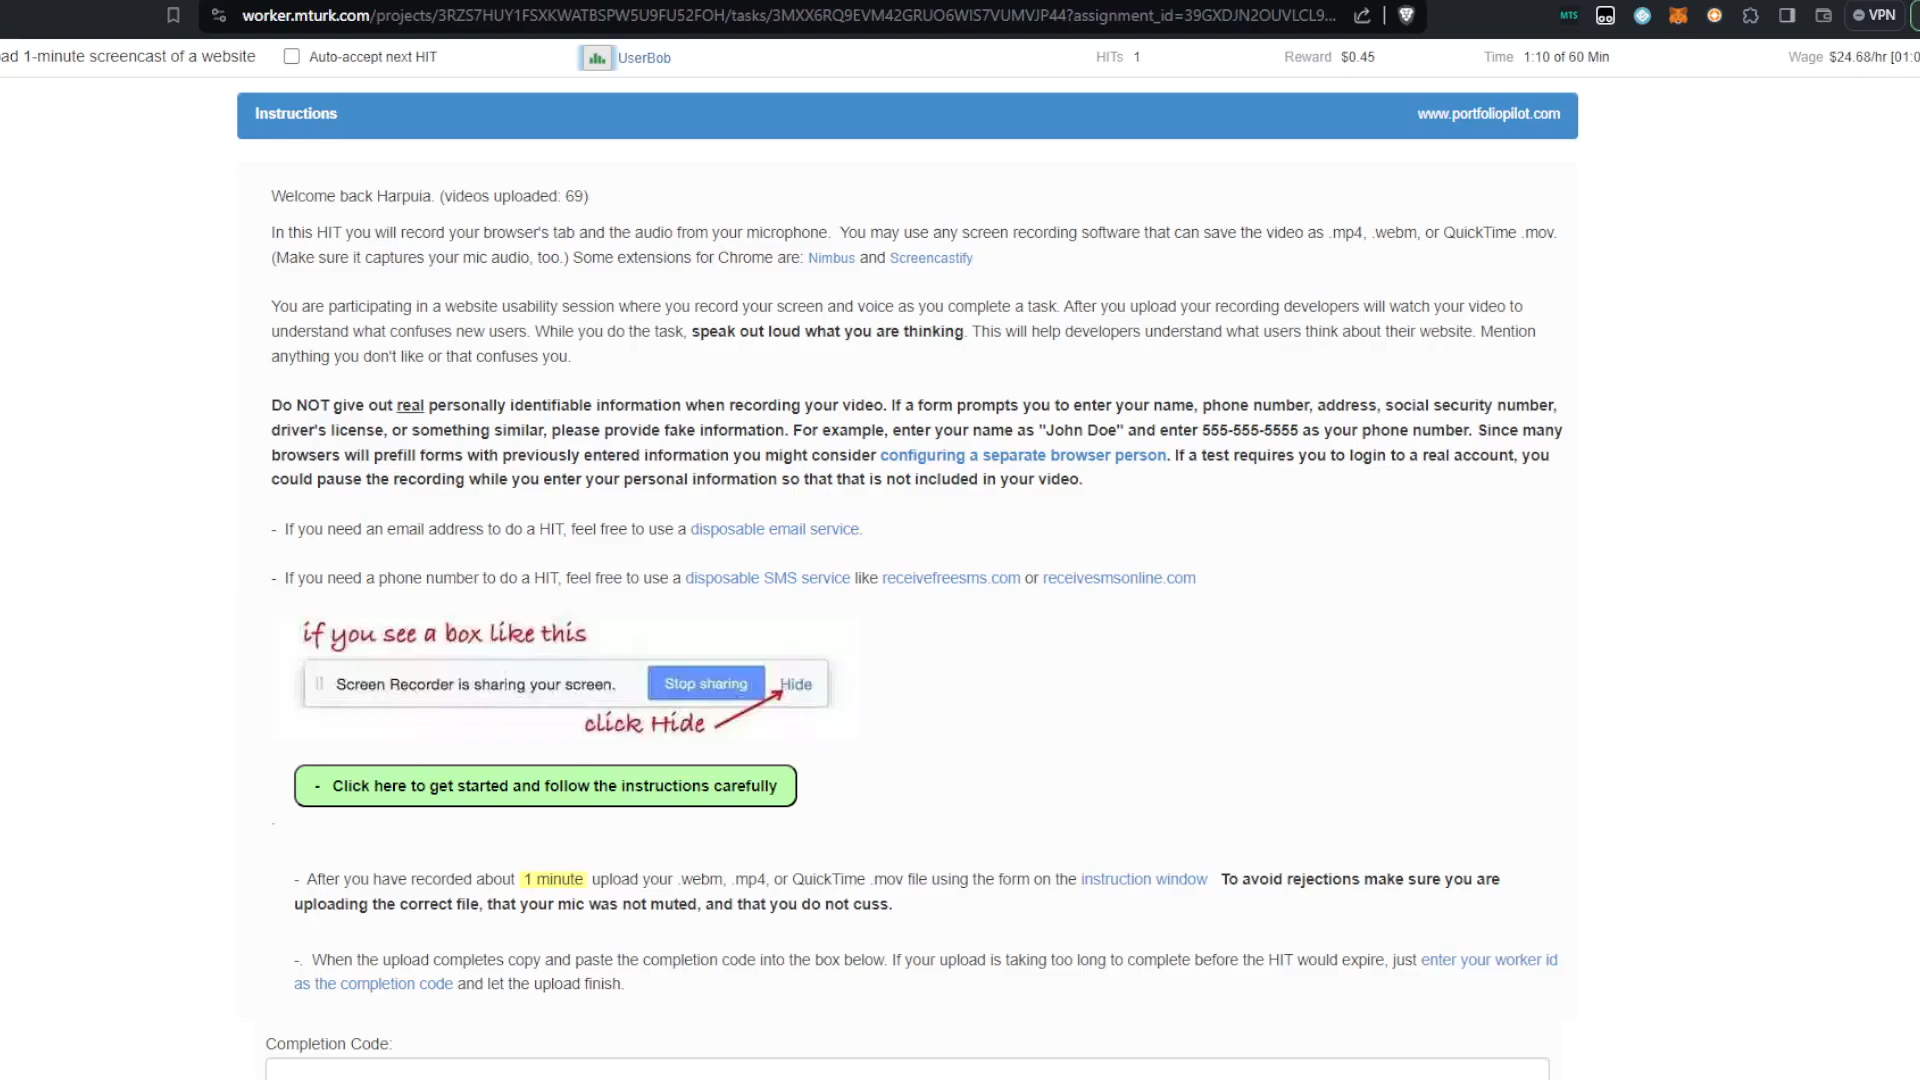 worker.mturk.com/projects/3RZS7HUY1FSXKWATBSPW5U9FU52FOH/tasks/3MXX6RQ9EVM42GRUO6WIS7VUMVJP44?assignment_id=39GXDJN2OUVLCL9... MTS VPN
ad 1-minute screencast of a website Auto-accept next HIT UserBob HITs 1 Reward $0.45 Time 1:10 of 60 Min Wage $24.68/hr [01:0
Instructions www.portfoliopilot.com
Welcome back Harpuia. (videos uploaded: 69)
In this HIT you will record your browser's tab and the audio from your microphone. You may use any screen recording software that can save the video as .mp4, .webm, or QuickTime .mov.
(Make sure it captures your mic audio, too.) Some extensions for Chrome are: Nimbus and Screencastify
You are participating in a website usability session where you record your screen and voice as you complete a task. After you upload your recording developers will watch your video to
understand what confuses new users. While you do the task, speak out loud what you are thinking. This will help developers understand what users think about their website. Mention
anything you don't like or that confuses you.
Do NOT give out real personally identifiable information when recording your video. If a form prompts you to enter your name, phone number, address, social security number,
driver's license, or something similar, please provide fake information. For example, enter your name as "John Doe" and enter 555-555-5555 as your phone number. Since many
browsers will prefill forms with previously entered information you might consider configuring a separate browser person. If a test requires you to login to a real account, you
could pause the recording while you enter your personal information so that that is not included in your video.
- If you need an email address to do a HIT, feel free to use a disposable email service.
- If you need a phone number to do a HIT, feel free to use a disposable SMS service like receivefreesms.com or receivesmsonline.com
if you see a box like this
Screen Recorder is sharing your screen. Stop sharing Hide
click Hide
- Click here to get started and follow the instructions carefully
.
- After you have recorded about 1 minute upload your .webm, .mp4, or QuickTime .mov file using the form on the instruction window To avoid rejections make sure you are
uploading the correct file, that your mic was not muted, and that you do not cuss.
-. When the upload completes copy and paste the completion code into the box below. If your upload is taking too long to complete before the HIT would expire, just enter your worker id
as the completion code and let the upload finish.
Completion Code: